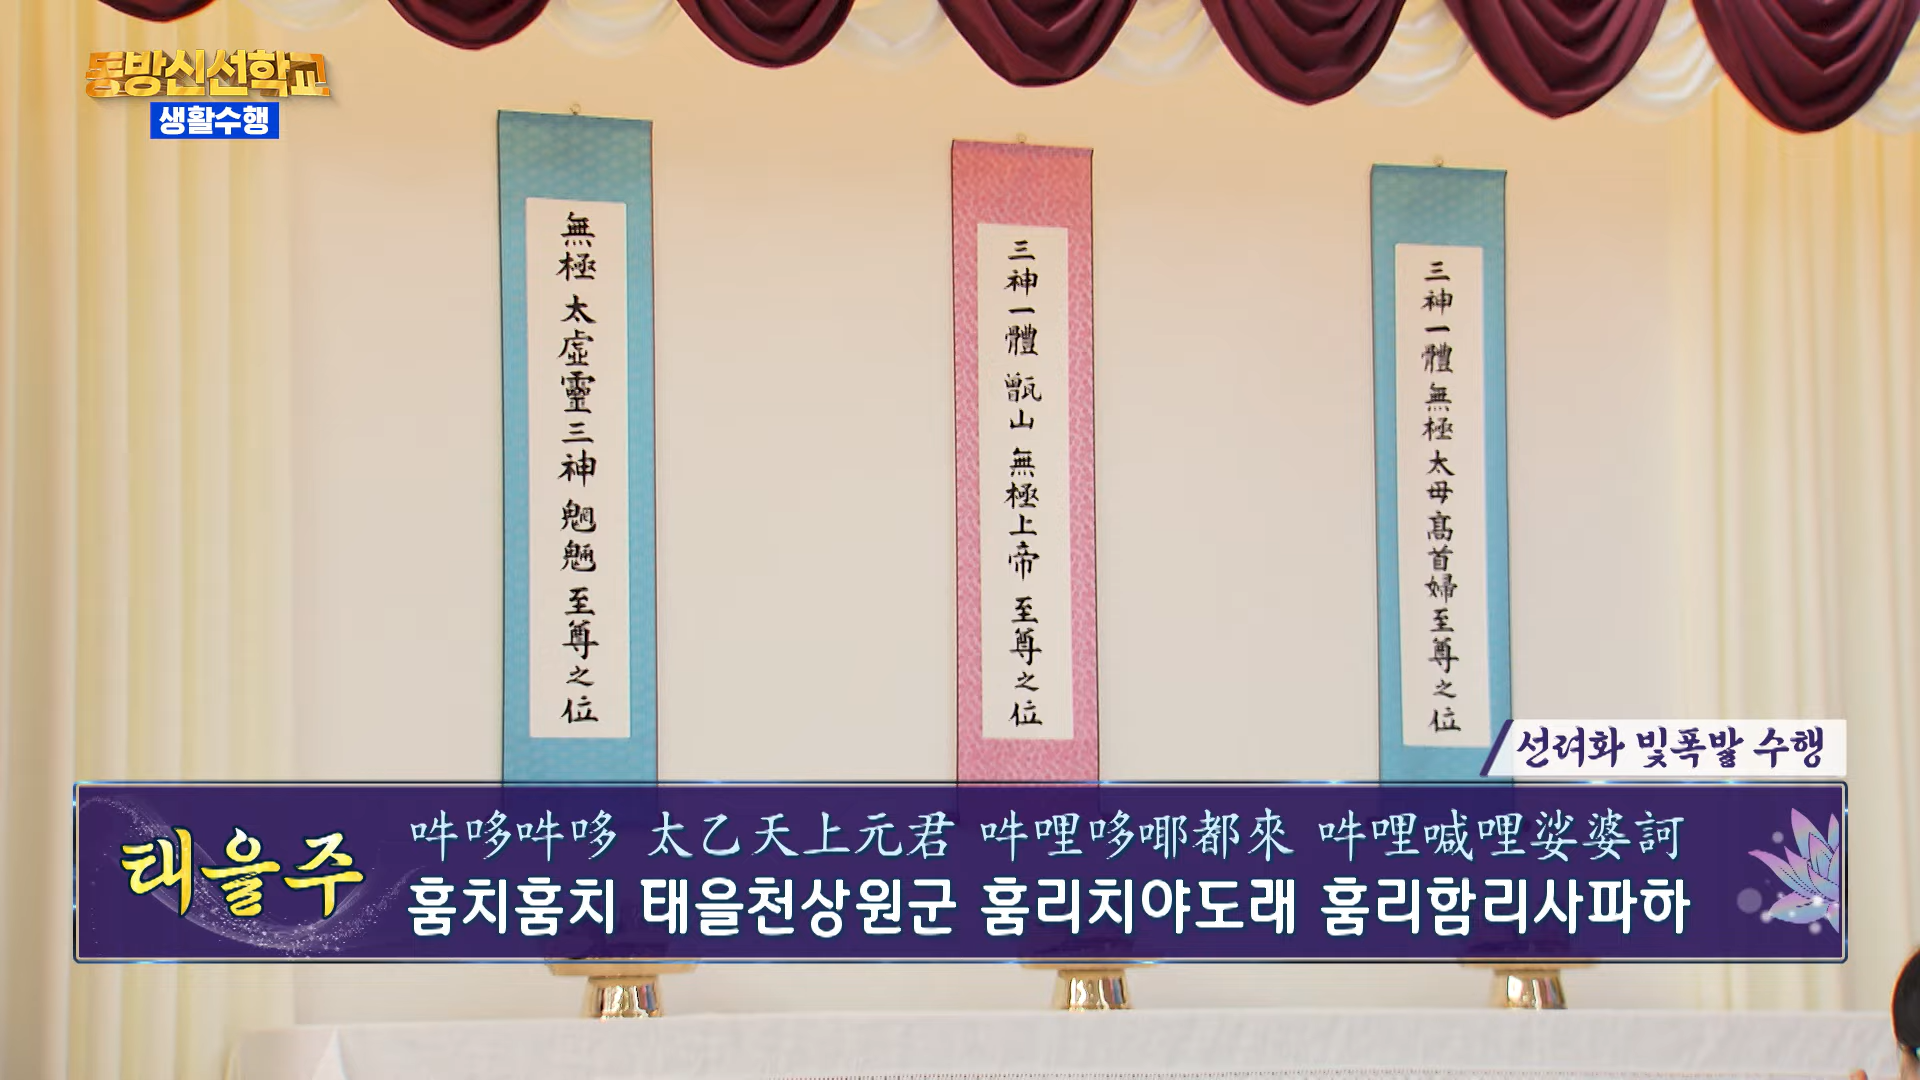 동방신선학교
생활수행
無極 太虛靈三神 魍魎 至尊之位
三神一體 甑山 無極上帝 至尊之位
三神一體 無極 太母高首婦至尊之位
선려화 빛폭발 수행
태을주
吽哆吽哆 太乙天上元君 吽哩哆㖿都來 吽哩喊哩娑婆訶
훔치훔치 태을천상원군 훔리치야도래 훔리함리사파하